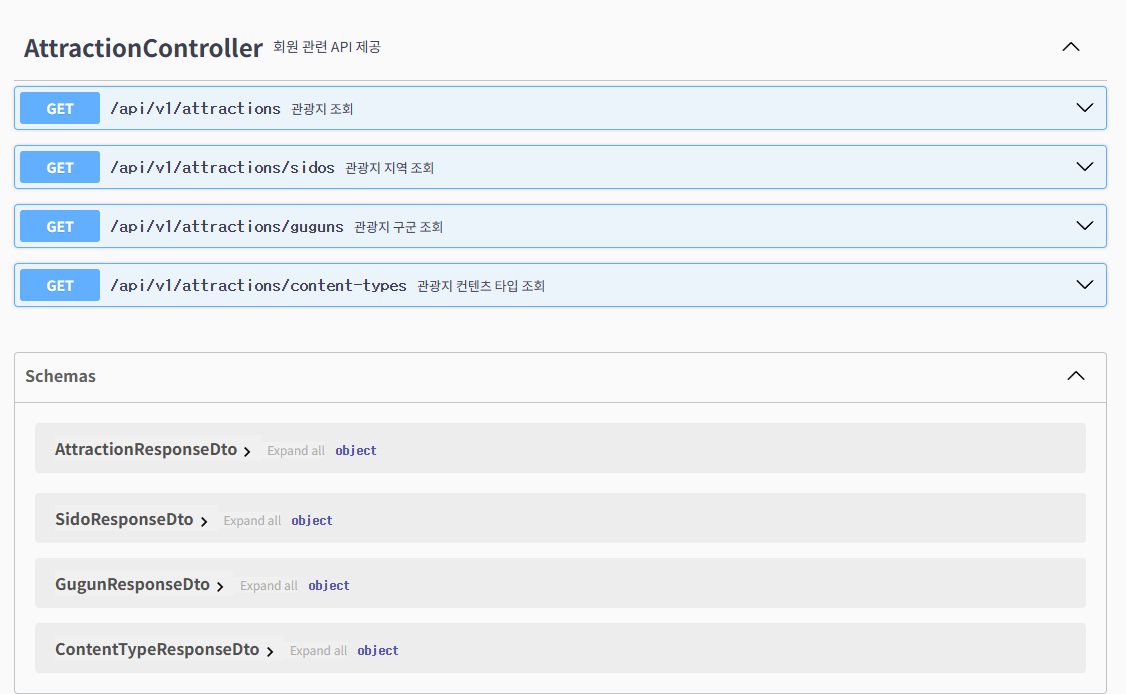 AttractionController 회원 관련 API 제공
GET /api/v1/attractions 관광지 조회
GET /api/v1/attractions/sidos 관광지 지역 조회
GET /api/v1/attractions/guguns 관광지 구군 조회
GET /api/v1/attractions/content-types 관광지 컨텐츠 타입 조회
Schemas
AttractionResponseDto Expand all object
SidoResponseDto Expand all object
GugunResponseDto Expand all object
ContentTypeResponseDto Expand all object